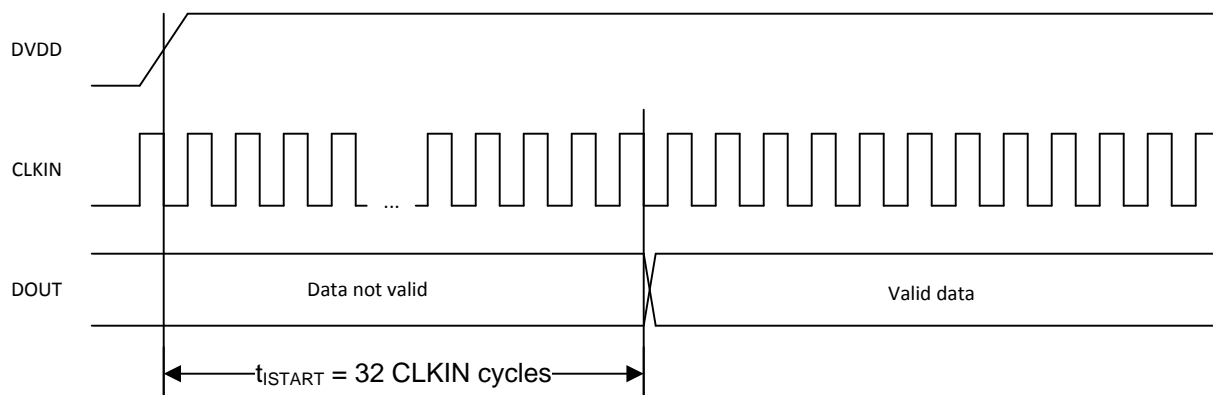 DVDD
CLKIN
...
DOUT
Data not valid
Valid data
tISTART = 32 CLKIN cycles